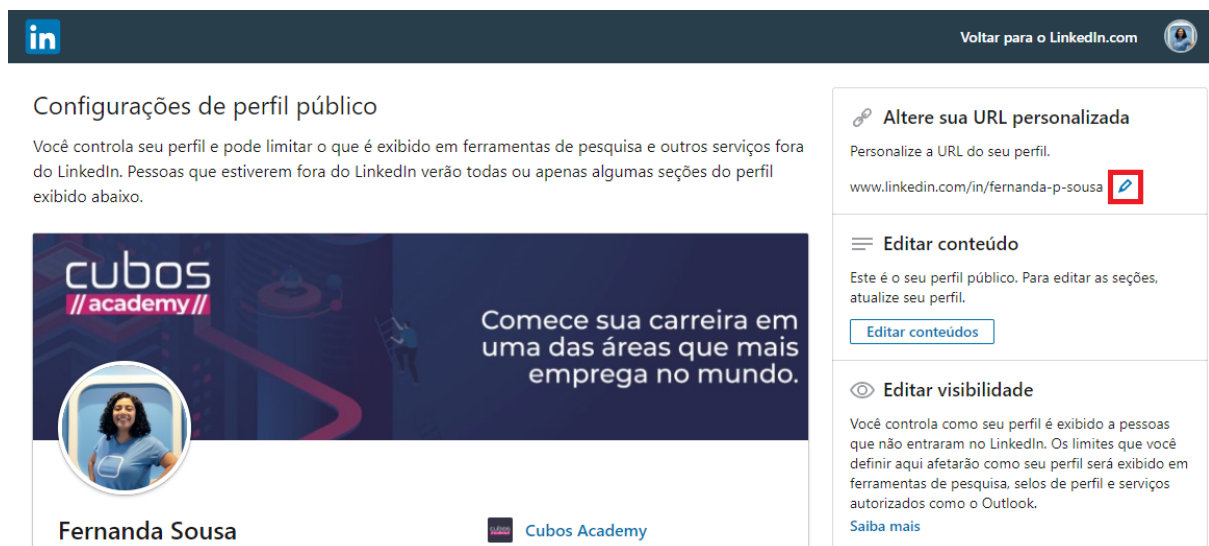 in
Voltar para o LinkedIn.com
Configurações de perfil público
Você controla seu perfil e pode limitar o que é exibido em ferramentas de pesquisa e outros serviços fora
do LinkedIn. Pessoas que estiverem fora do LinkedIn verão todas ou apenas algumas seções do perfil
exibido abaixo.
cubos
//academy//
Comece sua carreira em
uma das áreas que mais
emprega no mundo.
Fernanda Sousa
Cubos Academy
Altere sua URL personalizada
Personalize a URL do seu perfil.
www.linkedin.com/in/fernanda-p-sousa
Editar conteúdo
Este é o seu perfil público. Para editar as seções,
atualize seu perfil.
Editar conteúdos
Editar visibilidade
Você controla como seu perfil é exibido a pessoas
que não entraram no LinkedIn. Os limites que você
definir aqui afetarão como seu perfil será exibido em
ferramentas de pesquisa, selos de perfil e serviços
autorizados como o Outlook.
Saiba mais